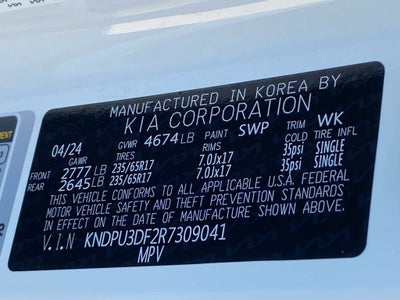 MANUFACTURED IN KOREA BY
KIA CORPORATION
04/24 GVWR 4674LB PAINT SWP TRIM WK
GAWR TIRES RIMS COLD TIRE INFL
FRONT 2777LB 235/65R17 7.0Jx17 35psi SINGLE
REAR 2645LB 235/65R17 7.0Jx17 35psi SINGLE
THIS VEHICLE CONFORMS TO ALL APPLICABLE U.S.A. FEDERAL
MOTOR VEHICLE SAFETY AND THEFT PREVENTION STANDARDS
IN EFFECT ON THE DATE OF MANUFACTURE SHOWN ABOVE.
V.I.N KNDPU3DF2R7309041
MPV